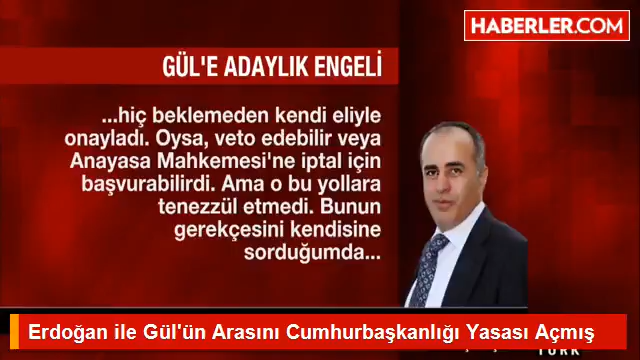 HABERLER.COM
GÜL'E ADAYLIK ENGELİ
...hiç beklemeden kendi eliyle
onayladı. Oysa, veto edebilir veya
Anayasa Mahkemesi'ne iptal için
başvurabilirdi. Ama o bu yollara
tenezzül etmedi. Bunun
gerekçesini kendisine
sorduğumda...
Erdoğan ile Gül'ün Arasını Cumhurbaşkanlığı Yasası Açmış
TÜRK